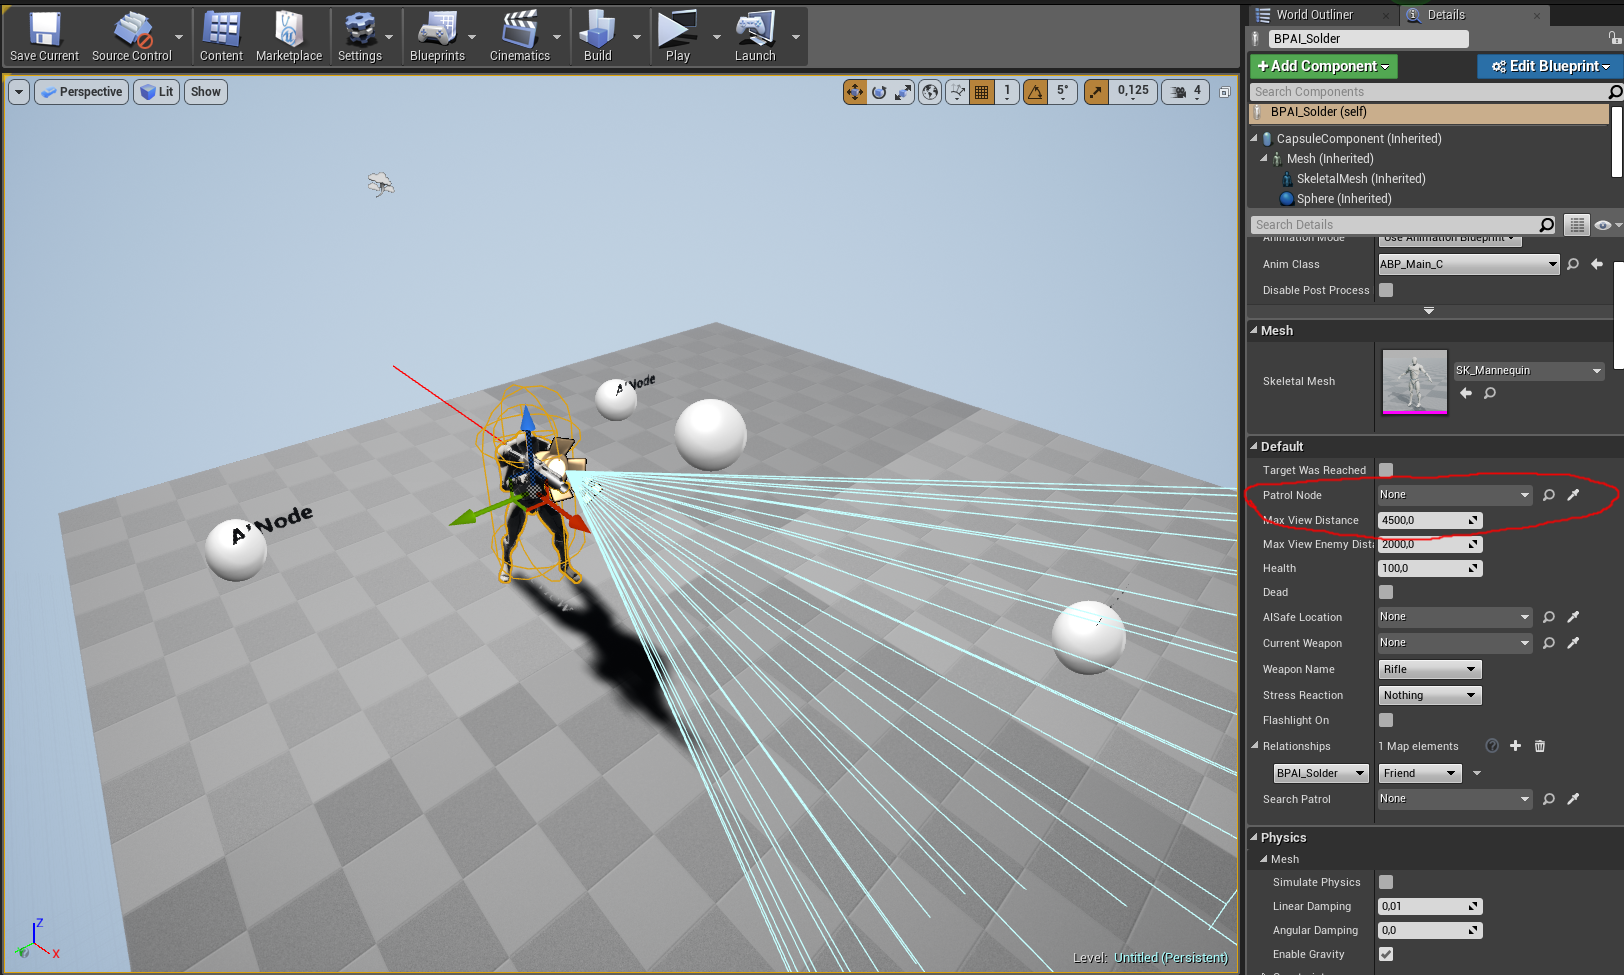 World Outliner
Details
BPAI_Solder
Save Current
Source Control
Content
Marketplace
Settings
Blueprints
Cinematics
Build
Play
Launch
Add Component
Edit Blueprint
Perspective
Lit
Show
1
5°
0,125
4
Search Components
BPAI_Solder (self)
CapsuleComponent (Inherited)
Mesh (Inherited)
SkeletalMesh (Inherited)
Sphere (Inherited)
Search Details
Animation Mode
Use Animation Blueprint
Anim Class
ABP_Main_C
Disable Post Process
Mesh
Skeletal Mesh
SK_Mannequin
Default
Target Was Reached
Patrol Node
None
Max View Distance
4500,0
Max View Enemy Dista
2000,0
Health
100,0
Dead
AISafe Location
None
Current Weapon
None
Weapon Name
Rifle
Stress Reaction
Nothing
Flashlight On
Relationships
1 Map elements
BPAI_Solder
Friend
Search Patrol
None
Physics
Mesh
Simulate Physics
Linear Damping
0,01
Angular Damping
0,0
Enable Gravity
Node
Node
Z
X
Level: Untitled (Persistent)